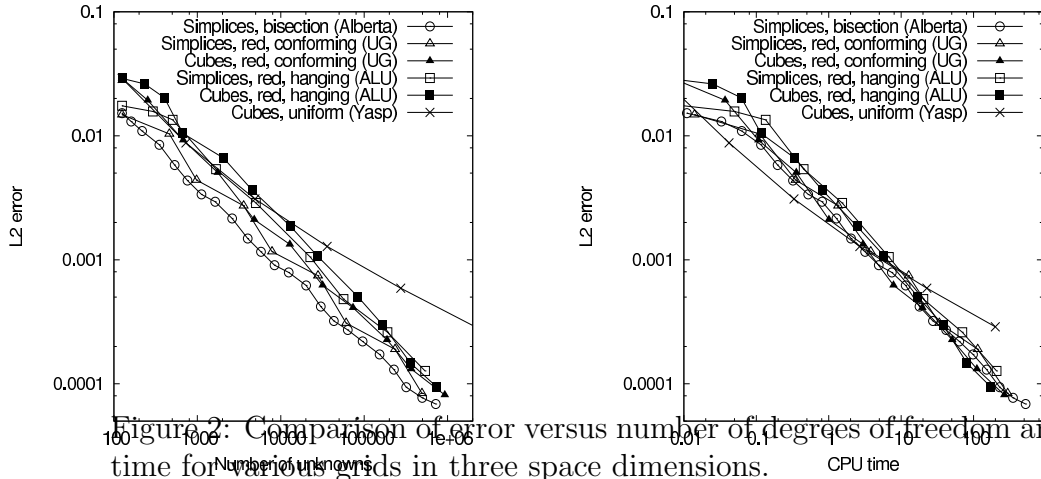 0.1
0.01
0.001
0.0001
L2 error
Simplices, bisection (Alberta)
Simplices, red, conforming (UG)
Cubes, red, conforming (UG)
Simplices, red, hanging (ALU)
Cubes, red, hanging (ALU)
Cubes, uniform (Yasp)
100 1000 10000 100000 1e+06
Number of unknowns
0.1
0.01
0.001
0.0001
L2 error
Simplices, bisection (Alberta)
Simplices, red, conforming (UG)
Cubes, red, conforming (UG)
Simplices, red, hanging (ALU)
Cubes, red, hanging (ALU)
Cubes, uniform (Yasp)
0.01 0.1 1 10 100
CPU time
Figure 2: Comparison of error versus number of degrees of freedom
time for various grids in three space dimensions.